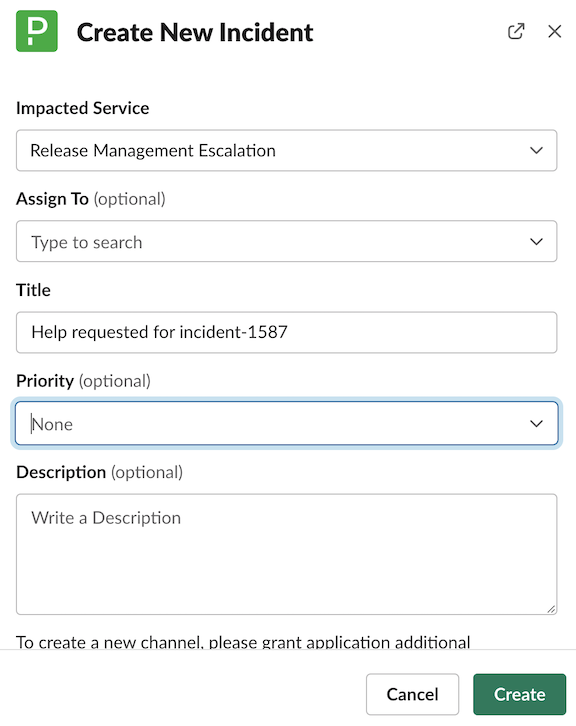 P
Create New Incident
Impacted Service
Release Management Escalation
Assign To (optional)
Type to search
Title
Help requested for incident-1587
Priority (optional)
None
Description (optional)
Write a Description
To create a new channel, please grant application additional
Cancel Create